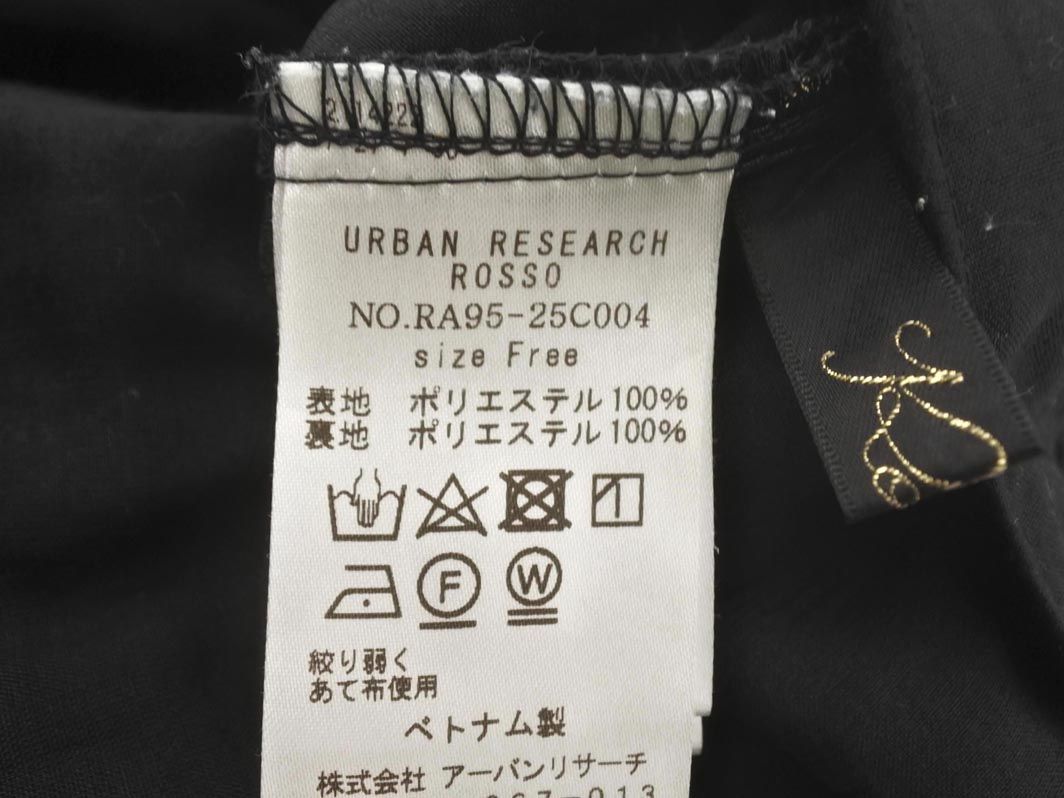 URBAN RESEARCH
ROSSO
NO.RA95-25C004
size Free
表地 ポリエステル100%
裏地 ポリエステル100%
F W
絞り弱く
あて布使用
ベトナム製
株式会社 アーバンリサーチ